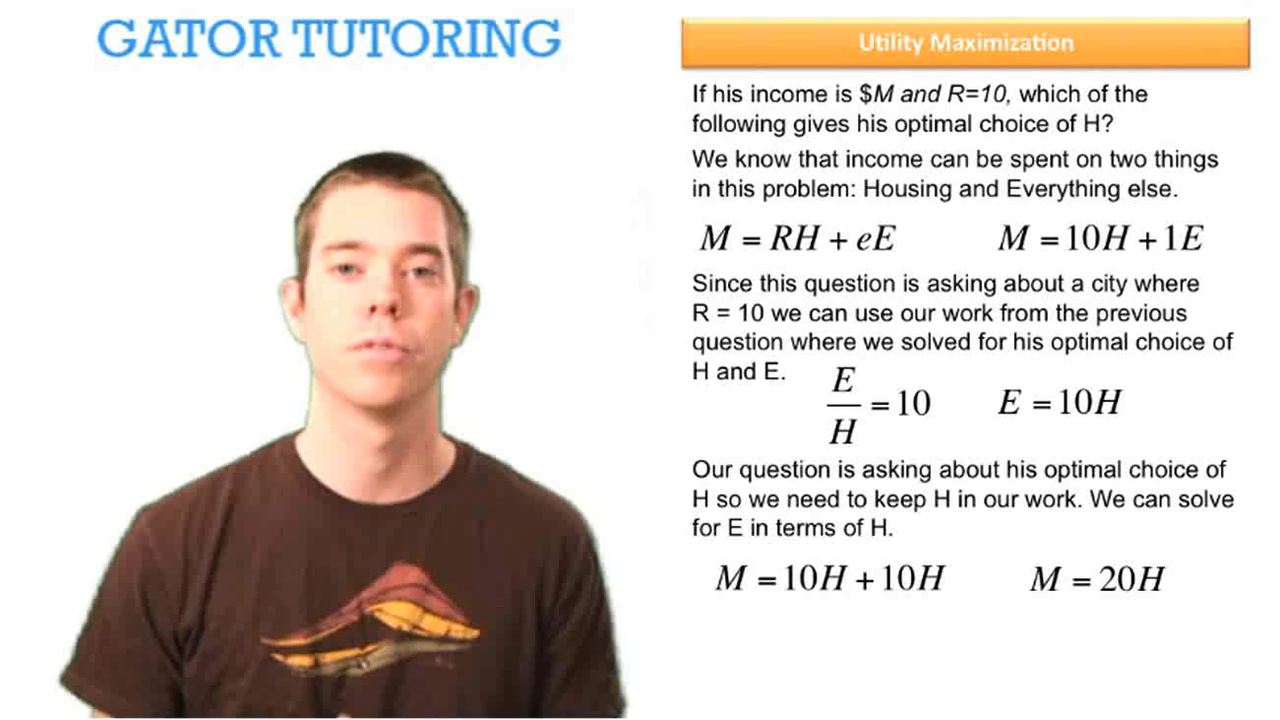 GATOR TUTORING
Utility Maximization
If his income is $M and R=10, which of the
following gives his optimal choice of H?
We know that income can be spent on two things
in this problem: Housing and Everything else.
M = RH + eE
M = 10H + 1E
Since this question is asking about a city where
R = 10 we can use our work from the previous
question where we solved for his optimal choice of
H and E.
E/H = 10
E = 10H
Our question is asking about his optimal choice of
H so we need to keep H in our work. We can solve
for E in terms of H.
M = 10H + 10H
M = 20H